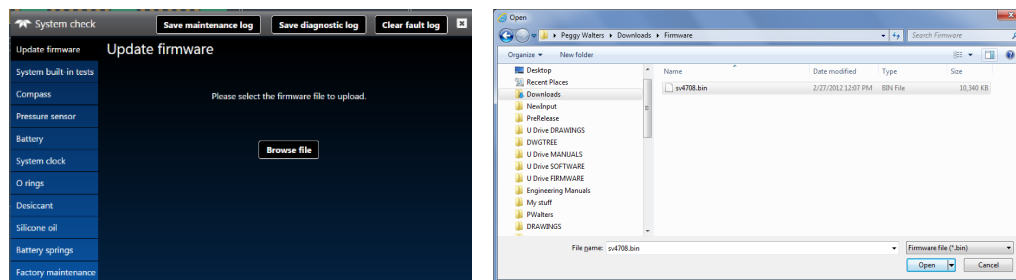 System check
Save maintenance log
Save diagnostic log
Clear fault log
Update firmware
Update firmware
System built-in tests
Compass
Please select the firmware file to upload.
Pressure sensor
Battery
Browse file
System clock
O rings
Desiccant
Silicone oil
Battery springs
Factory maintenance
Open
Peggy Walters ▸ Downloads ▸ Firmware
Search Firmware
Organize
New folder
Desktop
Recent Places
Downloads
NewInput
PreRelease
U Drive DRAWINGS
DWGTREE
U Drive MANUALS
U Drive SOFTWARE
U Drive FIRMWARE
Engineering Manuals
My stuff
PWalters
DRAWINGS
Name Date modified Type Size
sv4708.bin 2/27/2012 12:07 PM BIN File 10,340 KB
File name: sv4708.bin
Firmware file (*.bin)
Open
Cancel